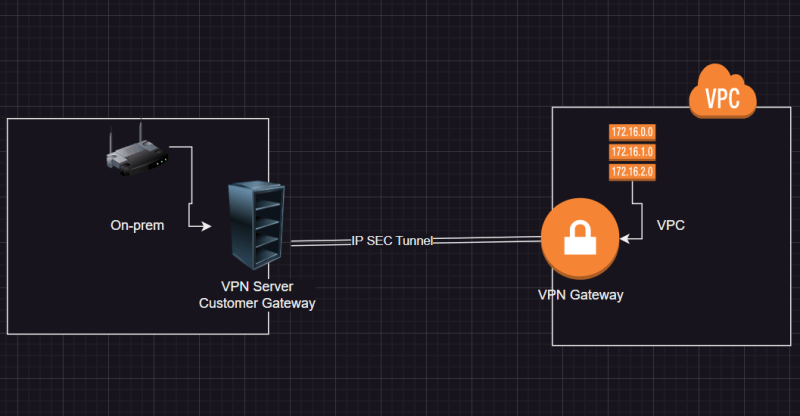 VPC
172.16.0.0
172.16.1.0
172.16.2.0
On-prem
VPC
IP SEC Tunnel
VPN Server
Customer Gateway
VPN Gateway